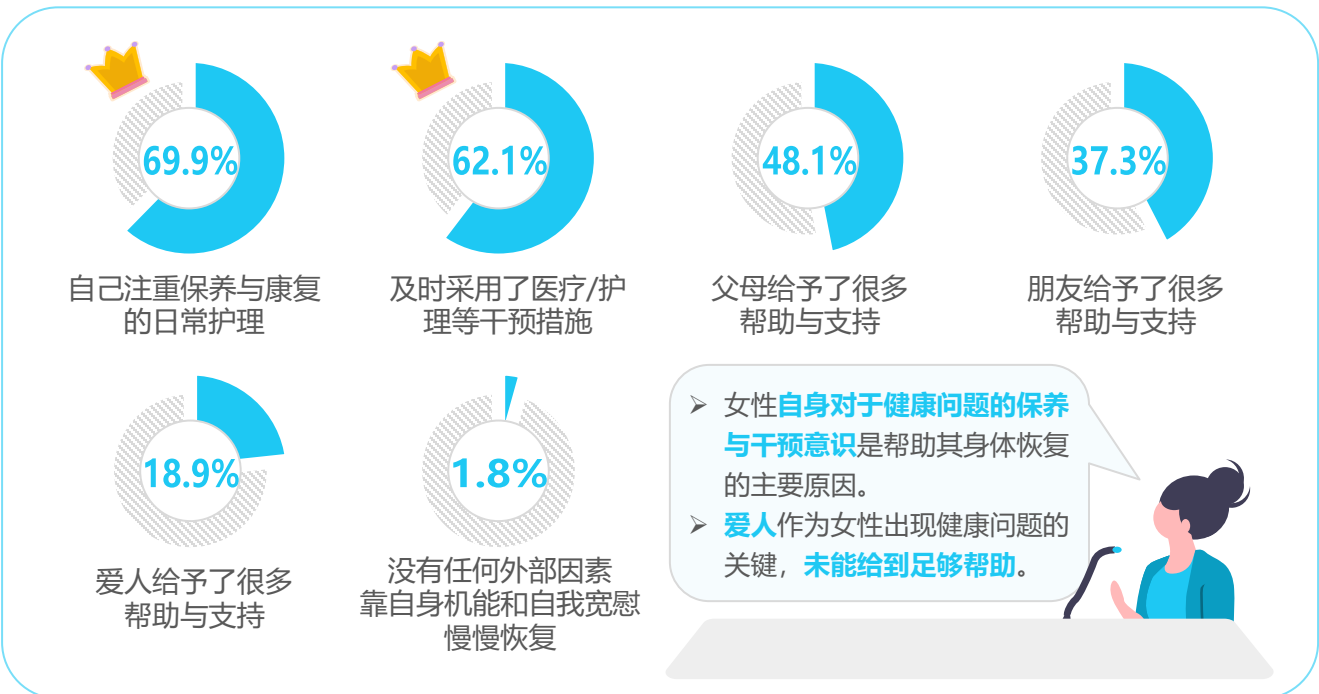 69.9%
62.1%
48.1%
37.3%
自己注重保养与康复
的日常护理
及时采用了医疗/护
理等干预措施
父母给予了很多
帮助与支持
朋友给予了很多
帮助与支持
18.9%
1.8%
爱人给予了很多
帮助与支持
没有任何外部因素
靠自身机能和自我宽慰
慢慢恢复
➢ 女性自身对于健康问题的保养
与干预意识是帮助其身体恢复
的主要原因。
➢ 爱人作为女性出现健康问题的
关键，未能给到足够帮助。